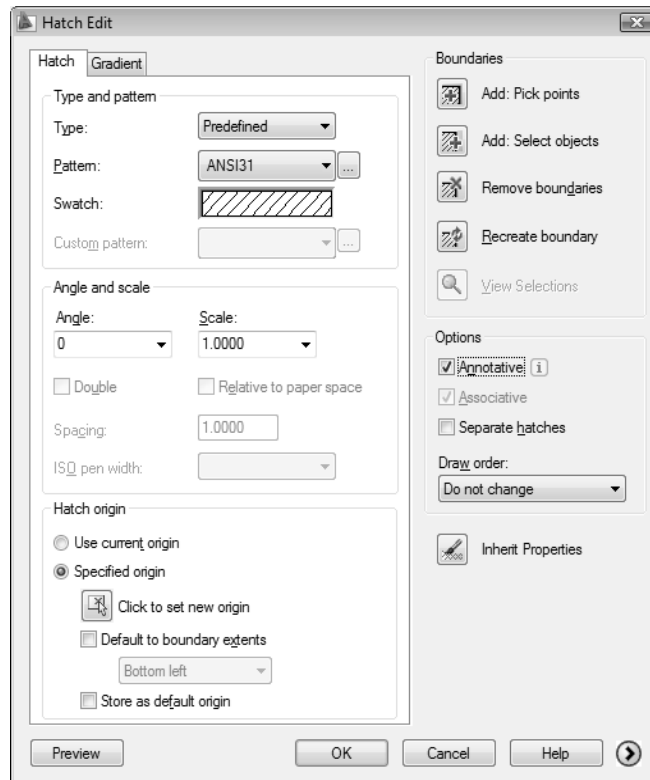 Hatch Edit
Hatch
Gradient
Type and pattern
Type:
Predefined
Pattern:
ANSI31
...
Swatch:
Custom pattern:
...
Angle and scale
Angle:
Scale:
0
1.0000
Double
Relative to paper space
Spacing:
1.0000
ISO pen width:
Hatch origin
Use current origin
Specified origin
Click to set new origin
Default to boundary extents
Bottom left
Store as default origin
Boundaries
Add: Pick points
Add: Select objects
Remove boundaries
Recreate boundary
View Selections
Options
Annotative
i
Associative
Separate hatches
Draw order:
Do not change
Inherit Properties
Preview
OK
Cancel
Help